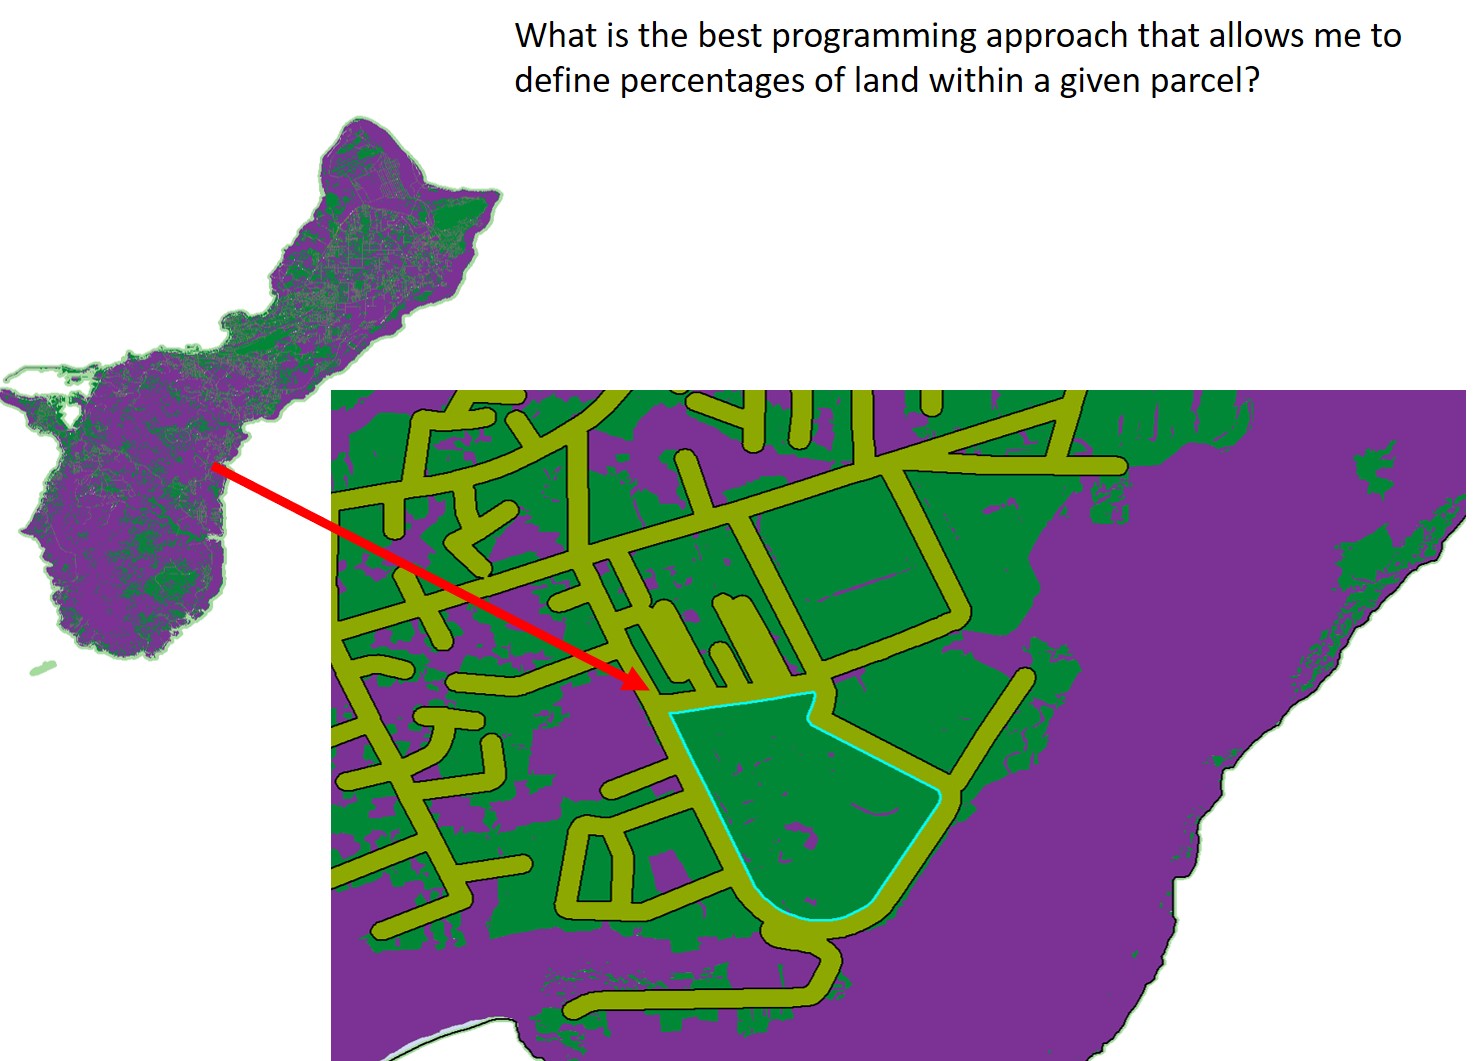 What is the best programming approach that allows me to
define percentages of land within a given parcel?